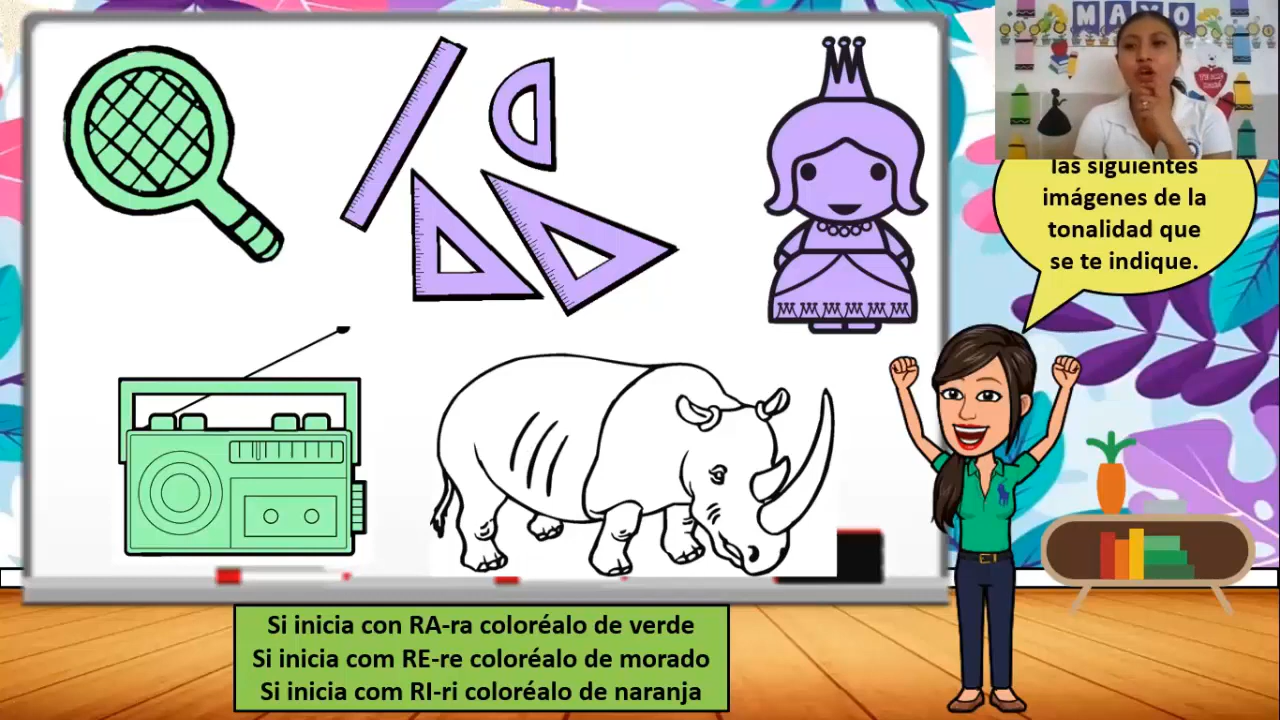 MAYO
las siguientes
imágenes de la
tonalidad que
se te indique.
Si inicia con RA-ra coloréalo de verde
Si inicia com RE-re coloréalo de morado
Si inicia com RI-ri coloréalo de naranja